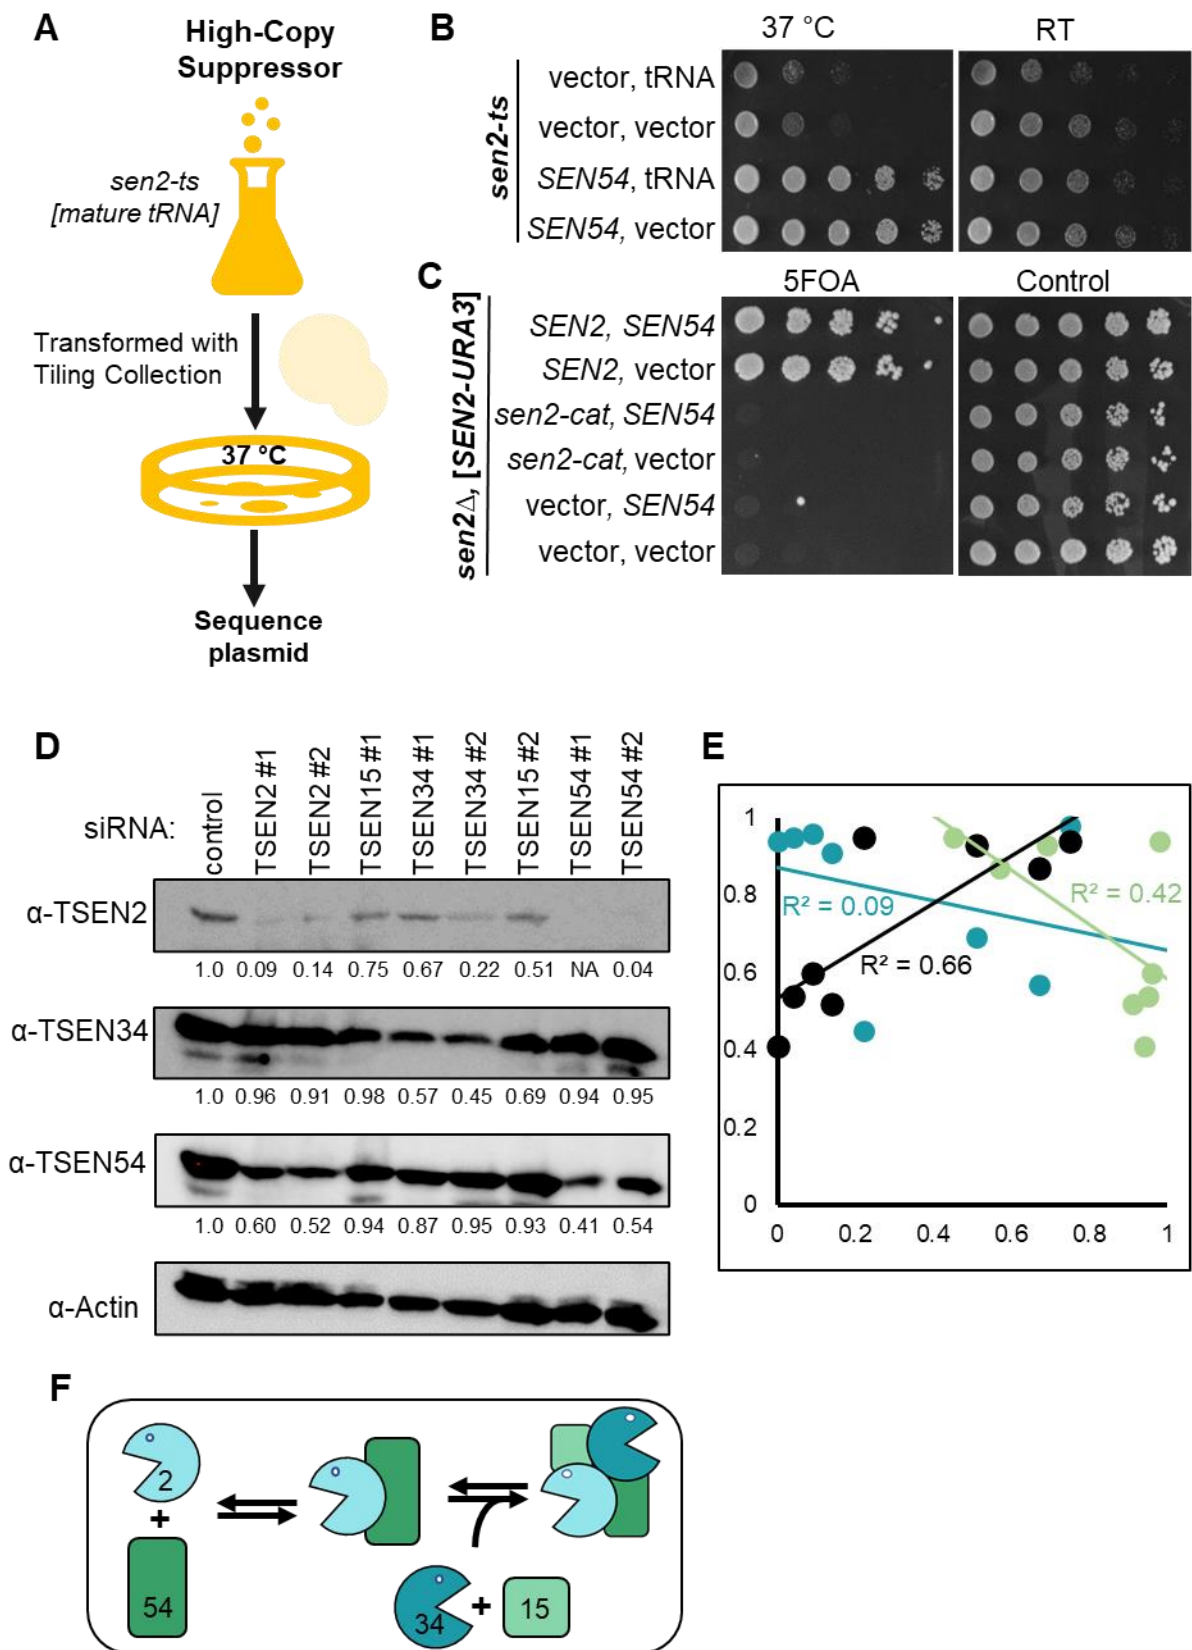 A
High-Copy
Suppressor
sen2-ts
[mature tRNA]
Transformed with
Tiling Collection
37 °C
Sequence
plasmid
B
37 °C RT
sen2-ts
vector, tRNA
vector, vector
SEN54, tRNA
SEN54, vector
C
5FOA Control
sen2Δ, [SEN2-URA3]
SEN2, SEN54
SEN2, vector
sen2-cat, SEN54
sen2-cat, vector
vector, SEN54
vector, vector
D
siRNA:
control
TSEN2 #1
TSEN2 #2
TSEN15 #1
TSEN34 #1
TSEN34 #2
TSEN15 #2
TSEN54 #1
TSEN54 #2
α-TSEN2
1.0 0.09 0.14 0.75 0.67 0.22 0.51 NA 0.04
α-TSEN34
1.0 0.96 0.91 0.98 0.57 0.45 0.69 0.94 0.95
α-TSEN54
1.0 0.60 0.52 0.94 0.87 0.95 0.93 0.41 0.54
α-Actin
E
1
0.8
0.6
0.4
0.2
0
R² = 0.09
R² = 0.42
R² = 0.66
0 0.2 0.4 0.6 0.8 1
F
2
+
54
34 + 15